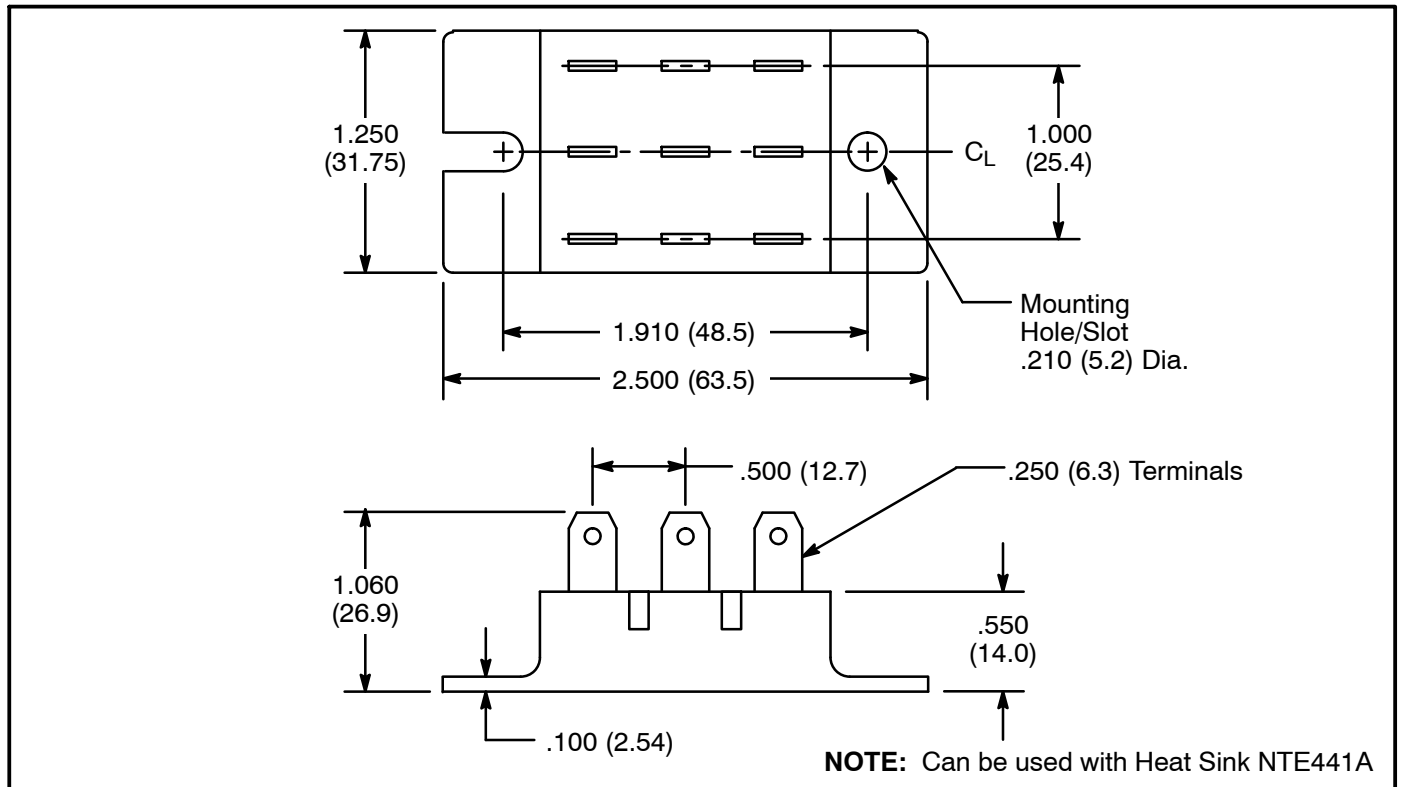 1.250
(31.75)
1.000
(25.4)
CL
Mounting
Hole/Slot
.210 (5.2) Dia.
1.910 (48.5)
2.500 (63.5)
.500 (12.7)
.250 (6.3) Terminals
1.060
(26.9)
.550
(14.0)
.100 (2.54)
NOTE: Can be used with Heat Sink NTE441A